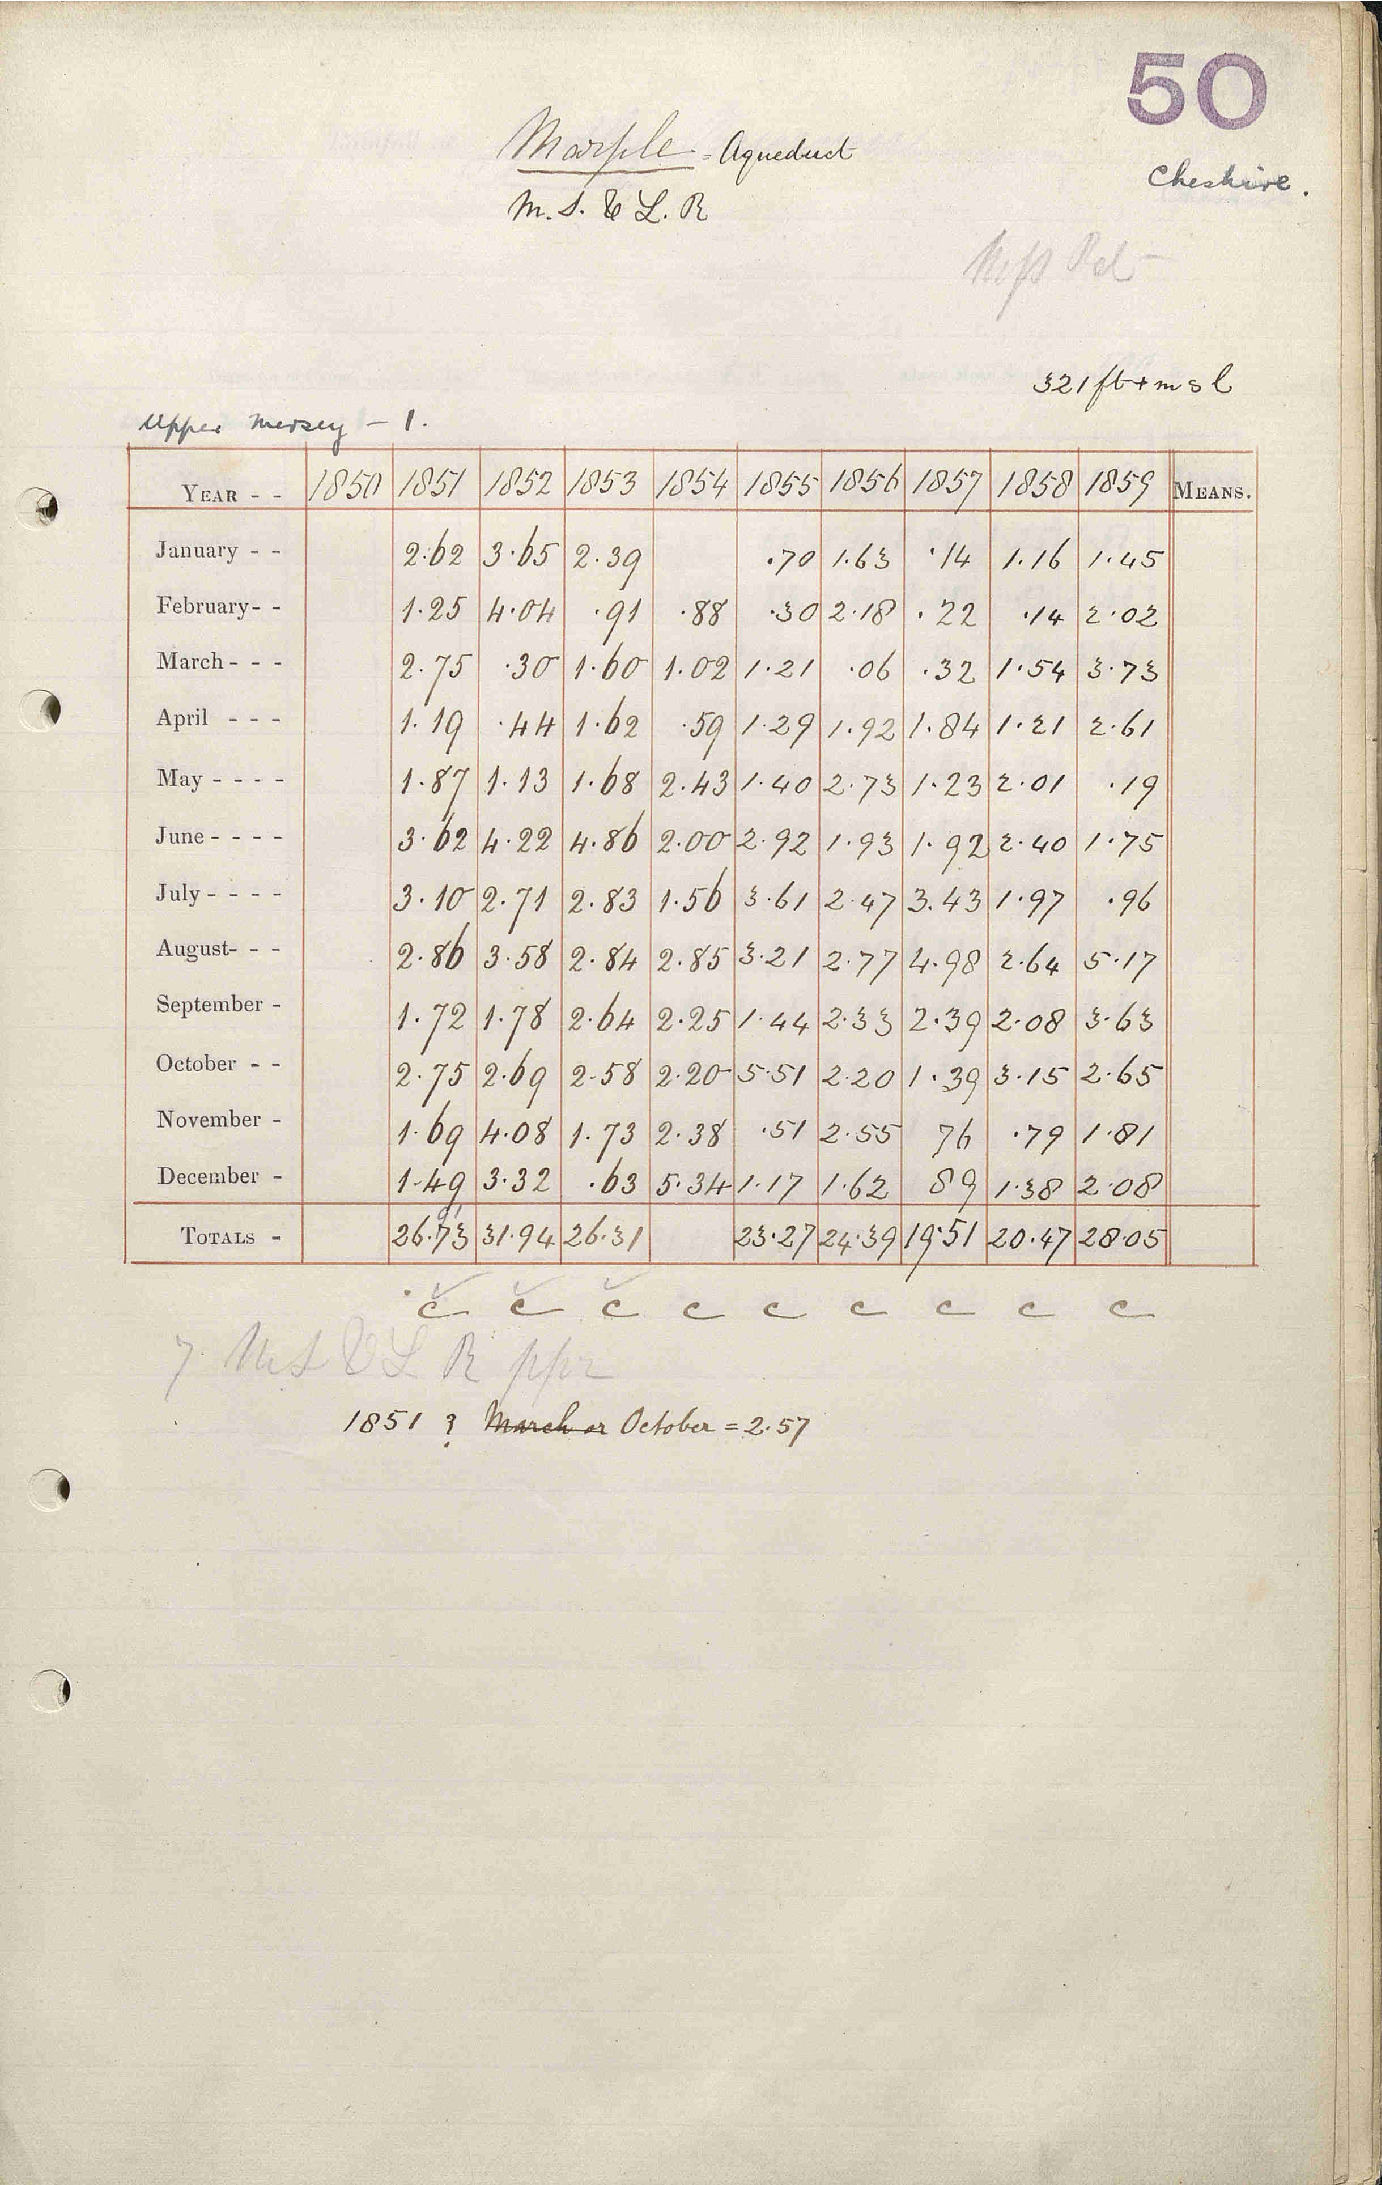 50
Marple - Aqueduct
Cheshire.
M. S. & L. R
321 ft + msl
Upper Mersey - 1.
YEAR - - 1850 1851 1852 1853 1854 1855 1856 1857 1858 1859 MEANS.
January - - 2.62 3.65 2.39 .70 1.63 .14 1.16 1.45
February - - 1.25 4.04 .91 .88 .30 2.18 .22 .14 2.02
March - - - 2.75 .30 1.60 1.02 1.21 .06 .32 1.54 3.73
April - - - 1.19 .44 1.62 .59 1.29 1.92 1.84 1.21 2.61
May - - - - 1.87 1.13 1.68 2.43 1.40 2.73 1.23 2.01 .19
June - - - - 3.62 4.22 4.86 2.00 2.92 1.93 1.92 2.40 1.75
July - - - - 3.10 2.71 2.83 1.56 3.61 2.47 3.43 1.97 .96
August - - - 2.86 3.58 2.84 2.85 3.21 2.77 4.98 2.64 5.17
September - 1.72 1.78 2.64 2.25 1.44 2.33 2.39 2.08 3.63
October - - 2.75 2.69 2.58 2.20 5.51 2.20 1.39 3.15 2.65
November - 1.69 4.08 1.73 2.38 .51 2.55 76 .79 1.81
December - 1.49 3.32 .63 5.34 1.17 1.62 89 1.38 2.08
TOTALS - 26.73 31.94 26.31 23.27 24.39 19.51 20.47 28.05
c c c c c c c c c
7 M S & L R ppr
1851 ? March or October = 2.57